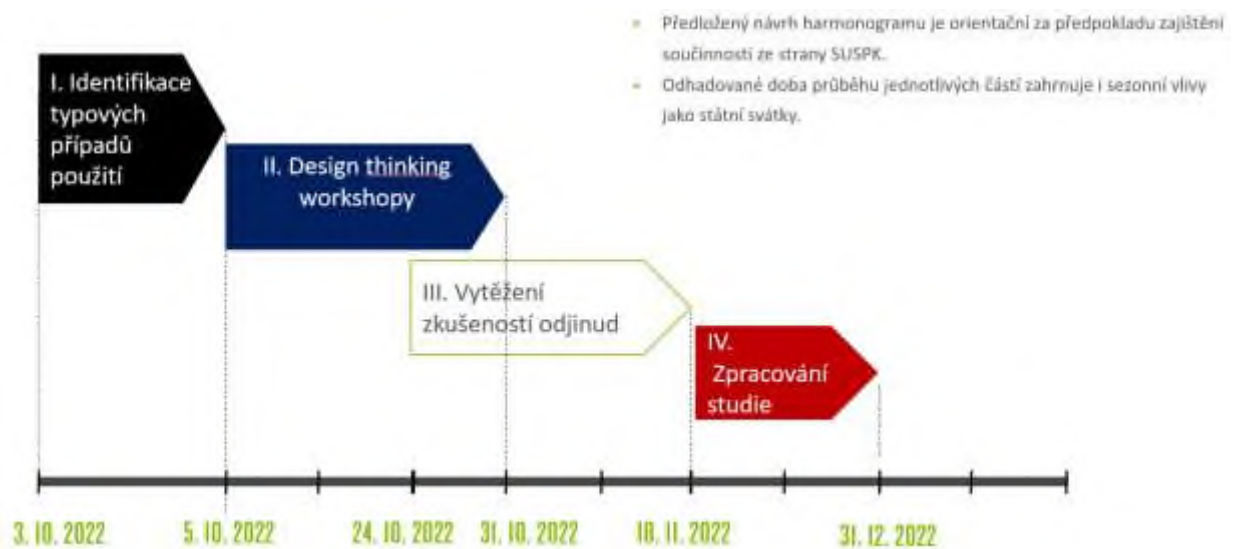 Předložený návrh harmonogramu je orientační za předpokladu zajištění
součinnosti ze strany SUSPK.
Odhadované doba průběhu jednotlivých částí zahrnuje i sezonní vlivy
jako státní svátky.
I. Identifikace
typových
případů
použití
II. Design thinking
workshopy
III. Vytěžení
zkušeností odjinud
IV.
Zpracování
studie
3. 10. 2022
5. 10. 2022
24. 10. 2022
31. 10. 2022
18. 11. 2022
31. 12. 2022